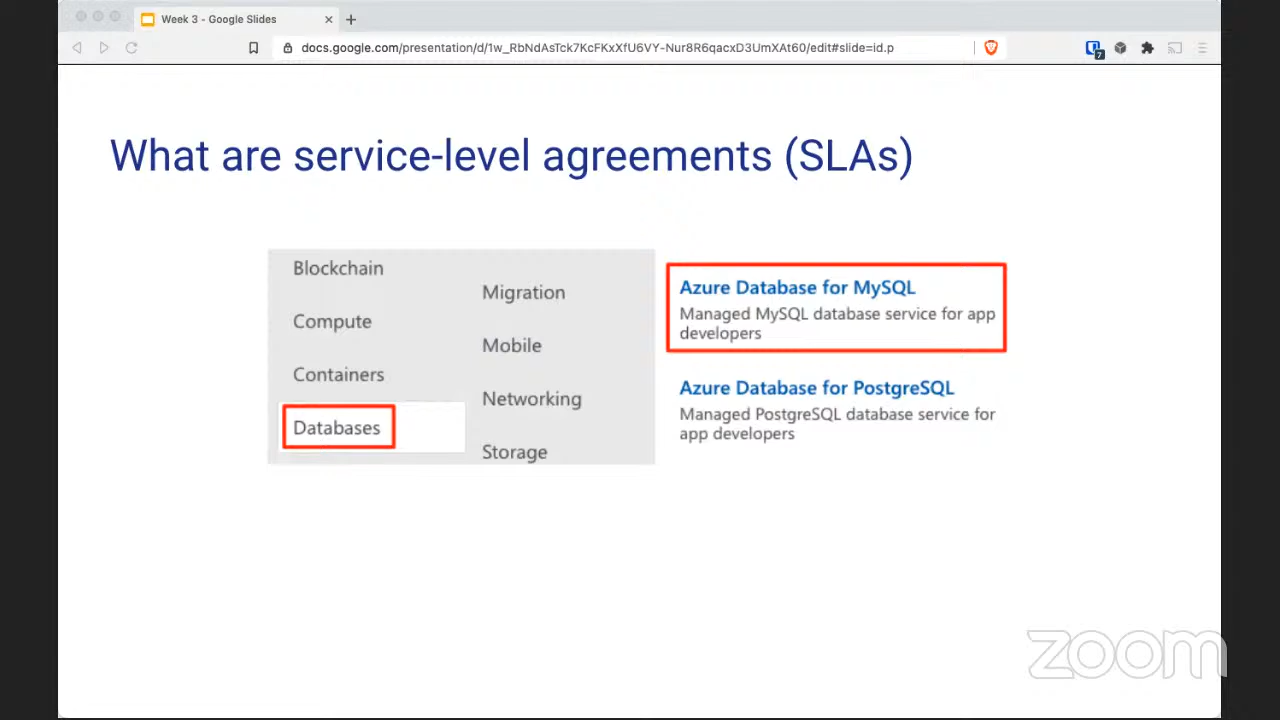 Week 3 - Google Slides
docs.google.com/presentation/d/1w_RbNdAsTck7KcFKxXfU6VY-Nur8R6qacxD3UmXAt60/edit#slide=id.p
7
What are service-level agreements (SLAs)
Blockchain
Compute
Containers
Databases
Migration
Mobile
Networking
Storage
Azure Database for MySQL
Managed MySQL database service for app
developers
Azure Database for PostgreSQL
Managed PostgreSQL database service for
app developers
zoom